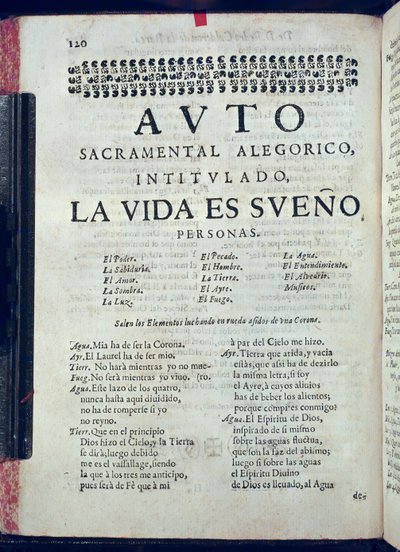 120
AVTO
SACRAMENTAL ALEGORICO,
INTITVLADO,
LA VIDA ES SVEÑO
PERSONAS.
El Poder.
La Sabiduria.
El Amor.
La Sombra.
La Luz.
El Pecado.
El Hombre.
La Tierra.
El Ayre.
El Fuego.
La Agua.
El Entendimiento.
El Alvedrio.
Musicos.
Salen los Elementos luchando en rueda asidos de vna Corona.
Agua. Mia ha de ser la Corona.
Ayr. El Laurel ha de ser mio.
Tierr. No harà mientras yo no mue-
Fueg. No serà mientras yo viuo. (ro.
Agua. Esse lazo de los quatro,
nunca hasta aqui diuidido,
no ha de romperse si yo
no reyno.
Tierr. Que en el principio
Dios hizo el Cielo, y la Tierra
se dirà; luego debido
me es el vassallage, siendo
la que à los tres me anticipo,
pues serà de Fè que à mi
à par del Cielo me hizo.
Ayr. Tierra que arida, y vacia
estàs, que assi ha de dezirlo
la misma letra, si soy
el Ayre, à cuyos aliuios
has de beber los alientos;
porque compites conmigo?
Agua. El Espiritu de Dios,
inspirado de si mismo
sobre las aguas fluctua,
que son la faz del abismo;
luego si sobre las aguas
el Espiritu Diuino
de Dios es lleuado, al Agua